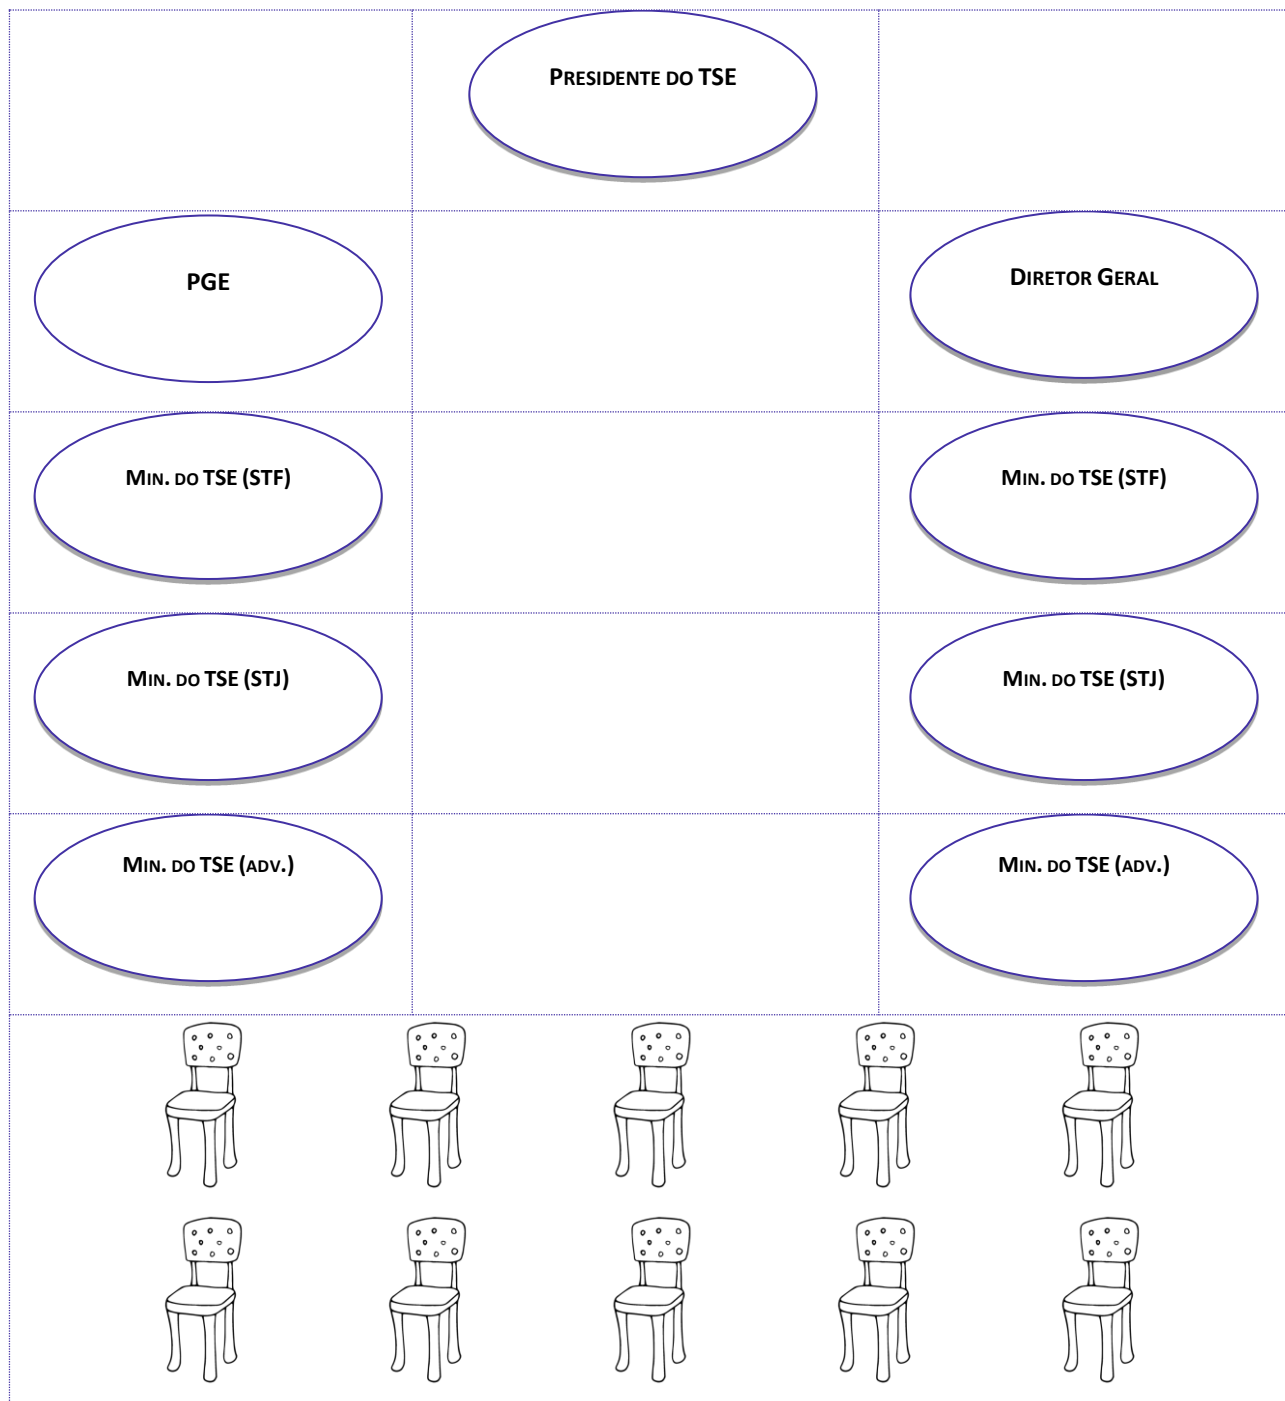 PRESIDENTE DO TSE
PGE
DIRETOR GERAL
MIN. DO TSE (STF)
MIN. DO TSE (STF)
MIN. DO TSE (STJ)
MIN. DO TSE (STJ)
MIN. DO TSE (ADV.)
MIN. DO TSE (ADV.)